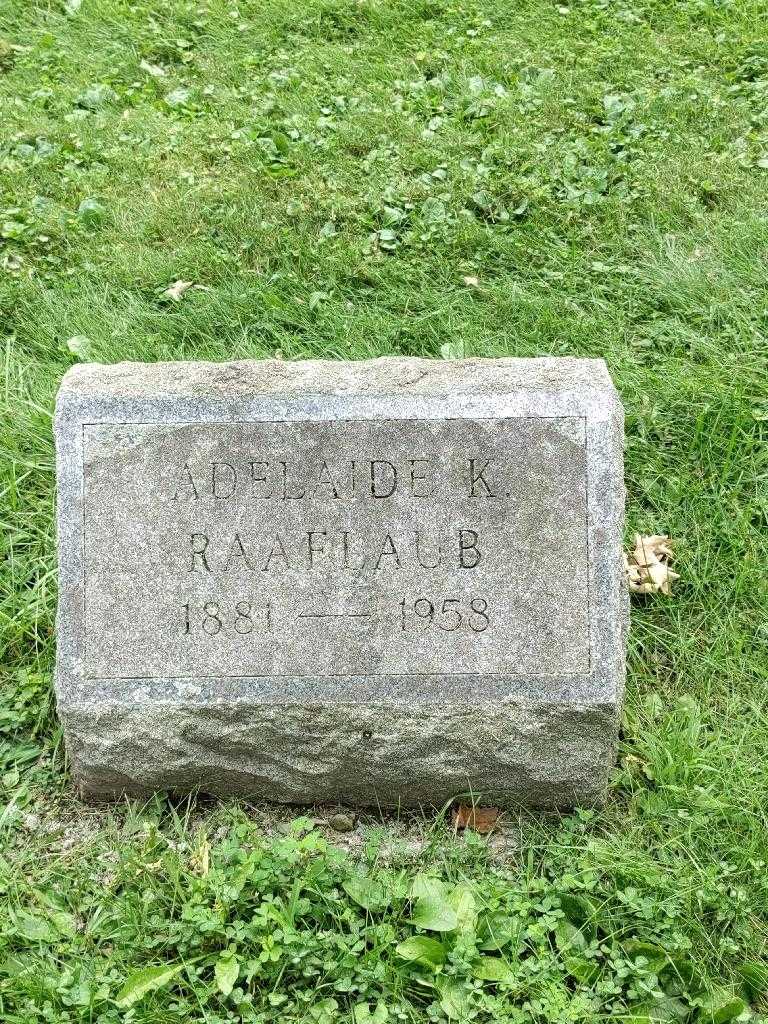 ADELAIDE K.
RAAFLAUB
1881 — 1958